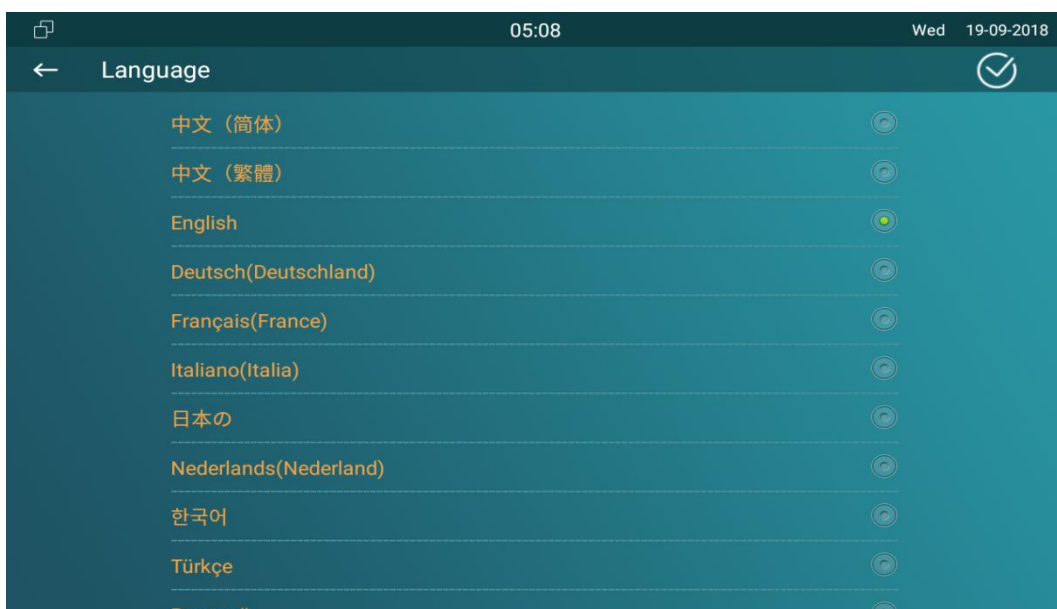 05:08
Wed 19-09-2018
Language
中文（简体）
中文（繁體）
English
Deutsch(Deutschland)
Français(France)
Italiano(Italia)
日本の
Nederlands(Nederland)
한국어
Türkçe